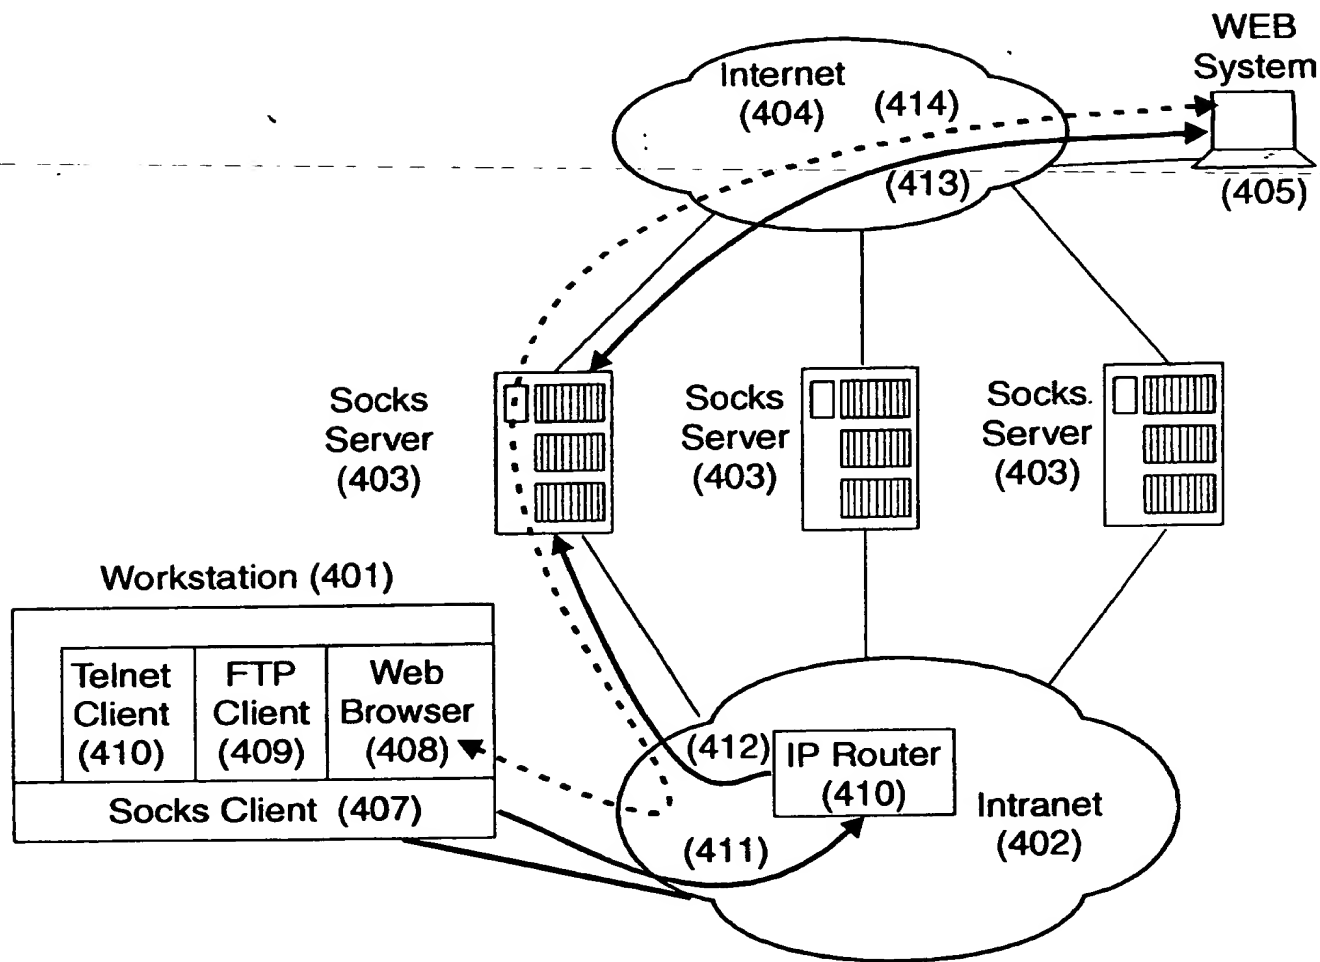 WEB
System
(405)
Internet
(404)
(414)
(413)
Socks
Server
(403)
Socks
Server
(403)
Socks.
Server
(403)
Workstation (401)
Telnet
Client
(410)
FTP
Client
(409)
Web
Browser
(408)
Socks Client (407)
(412)
IP Router
(410)
(411)
Intranet
(402)